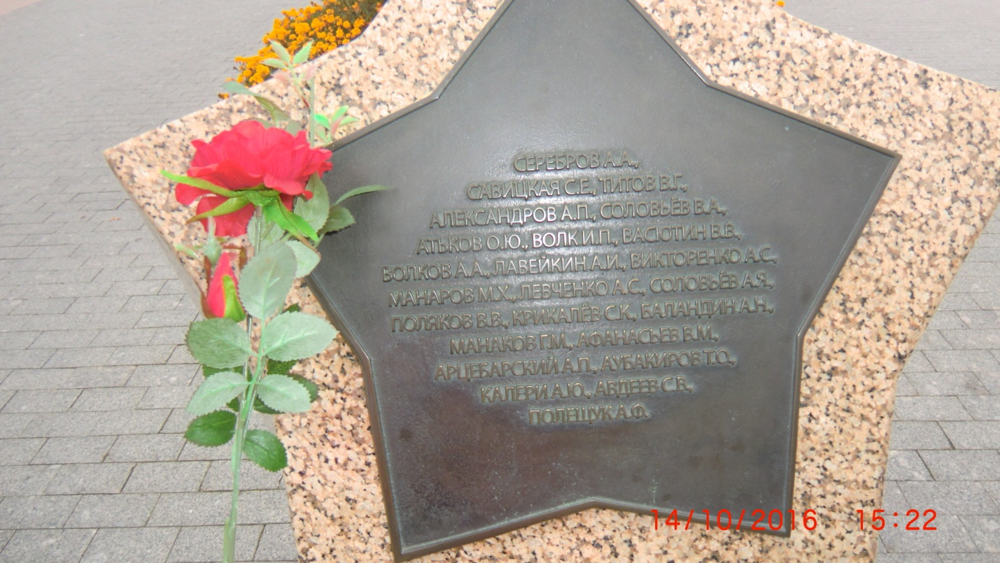 СЕРЕБРОВ А.А.,
САВИЦКАЯ С.Е., ТИТОВ В.Г.,
АЛЕКСАНДРОВ А.П., СОЛОВЬЁВ В.А.,
АТЬКОВ О.Ю., ВОЛК И.П., ВАСЮТИН В.В.,
ВОЛКОВ А.А., ЛАВЕЙКИН А.И., ВИКТОРЕНКО А.С.,
МАНАРОВ М.Х., ЛЕВЧЕНКО А.С., СОЛОВЬЁВ А.Я.,
ПОЛЯКОВ В.В., КРИКАЛЁВ С.К., БАЛАНДИН А.Н.,
МАНАКОВ Г.М., АФАНАСЬЕВ В.М.,
АРЦЕБАРСКИЙ А.П., АУБАКИРОВ Т.О.,
КАЛЕРИ А.Ю., АВДЕЕВ С.В.,
ПОЛЕЩУК А.Ф.
14/10/2016 15:22